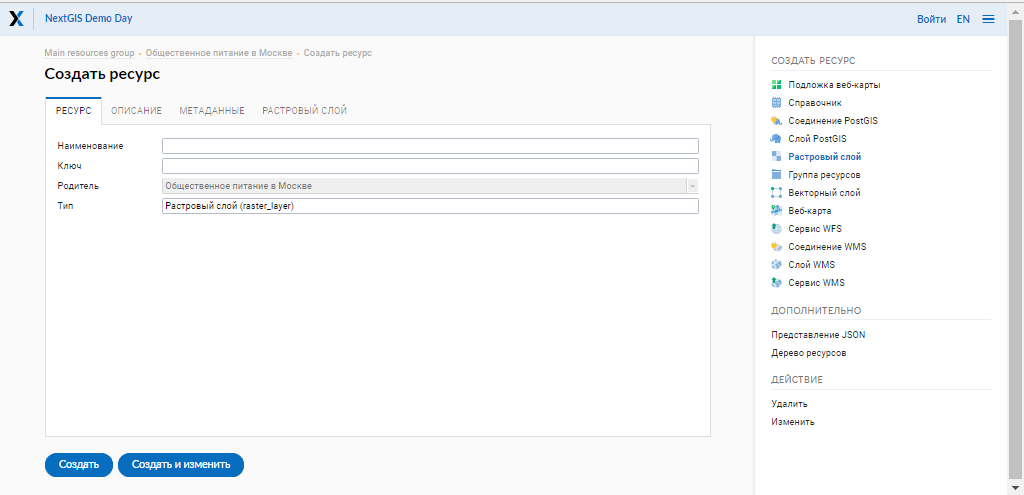 NextGIS Demo Day
Войти EN
Main resources group · Общественное питание в Москве · Создать ресурс
Создать ресурс
РЕСУРС ОПИСАНИЕ МЕТАДАННЫЕ РАСТРОВЫЙ СЛОЙ
Наименование
Ключ
Родитель Общественное питание в Москве
Тип Растровый слой (raster_layer)
Создать Создать и изменить
СОЗДАТЬ РЕСУРС
Подложка веб-карты
Справочник
Соединение PostGIS
Слой PostGIS
Растровый слой
Группа ресурсов
Векторный слой
Веб-карта
Сервис WFS
Соединение WMS
Слой WMS
Сервис WMS
ДОПОЛНИТЕЛЬНО
Представление JSON
Дерево ресурсов
ДЕЙСТВИЕ
Удалить
Изменить